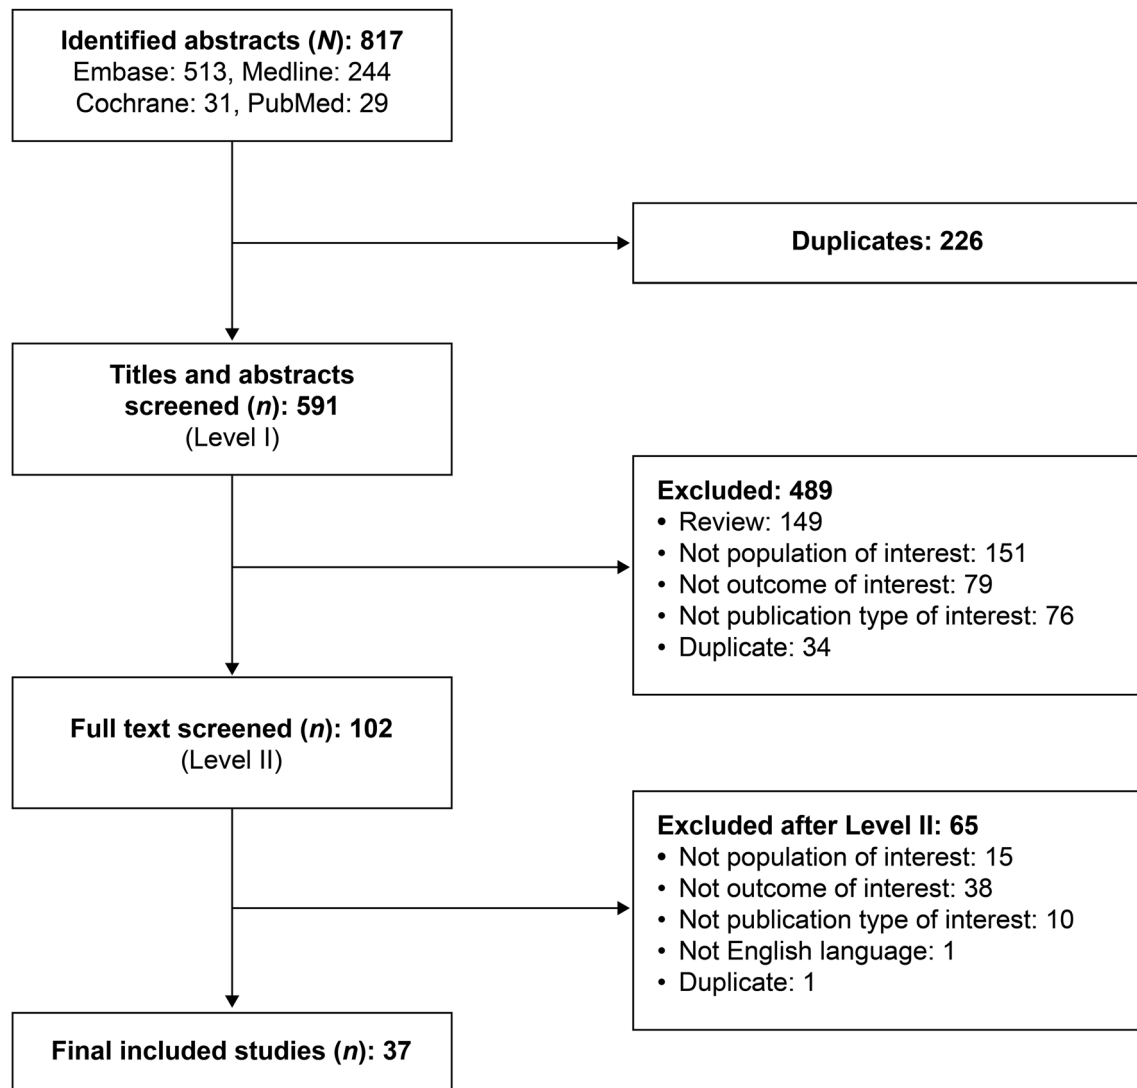 Identified abstracts (N): 817
Embase: 513, Medline: 244
Cochrane: 31, PubMed: 29
Duplicates: 226
Titles and abstracts
screened (n): 591
(Level I)
Excluded: 489
• Review: 149
• Not population of interest: 151
• Not outcome of interest: 79
• Not publication type of interest: 76
• Duplicate: 34
Full text screened (n): 102
(Level II)
Excluded after Level II: 65
• Not population of interest: 15
• Not outcome of interest: 38
• Not publication type of interest: 10
• Not English language: 1
• Duplicate: 1
Final included studies (n): 37